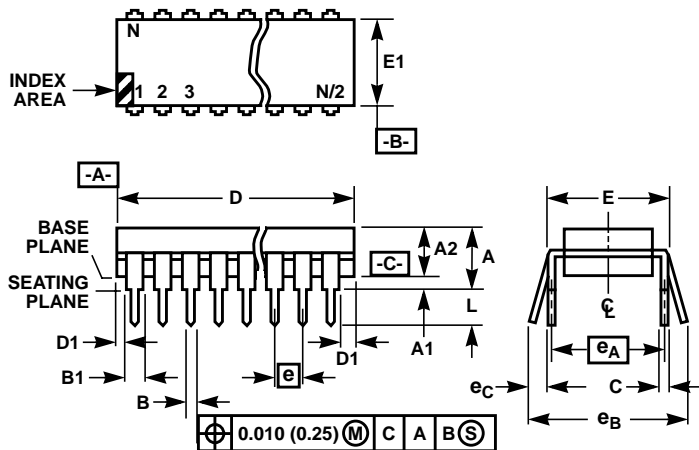 N
E1
INDEX
AREA
1 2 3 N/2
-B-
-A-
D
E
BASE
PLANE
A2
A
-C-
SEATING
PLANE
L
C
L
D1
A1
D1
e
eA
B1
eC
C
B
eB
0.010 (0.25) M C A B S